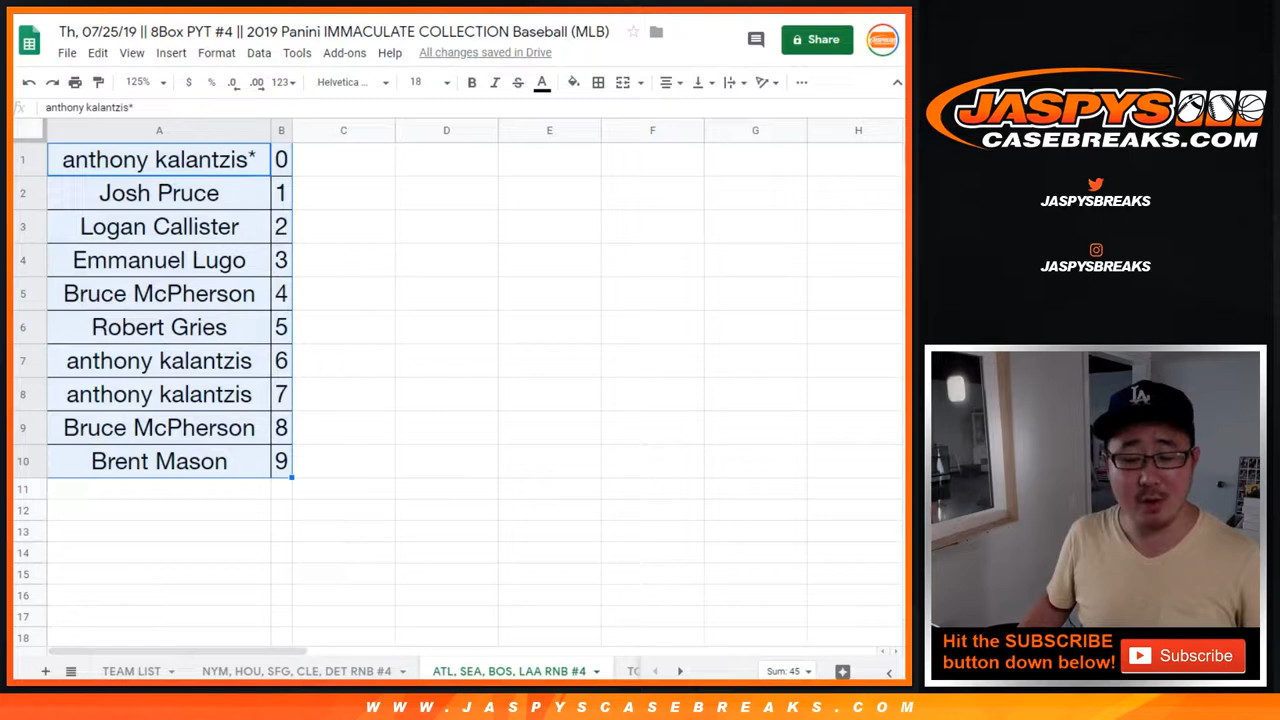 Th, 07/25/19 || 8Box PYT #4 || 2019 Panini IMMACULATE COLLECTION Baseball (MLB)
Share
File Edit View Format Data Tools Add-ons Help All changes saved in Drive
125% $ % .0 .00 123 Helvetica ... 18 B I S A
fx anthony kalantzis*
A B C D E F G H
1 anthony kalantzis* 0
2 Josh Pruce 1
3 Logan Callister 2
4 Emmanuel Lugo 3
5 Bruce McPherson 4
6 Robert Gries 5
7 anthony kalantzis 6
8 anthony kalantzis 7
9 Bruce McPherson 8
10 Brent Mason 9
11
12
13
14
15
16
17
18
TEAM LIST NYM, HOU, SFG, CLE, DET RNB #4 ATL, SEA, BOS, LAA RNB #4 Sum: 45
JASPYS
CASEBREAKS.COM
JASPYSBREAKS
JASPYSBREAKS
LA
Hit the SUBSCRIBE
button down below!
Subscribe
WWW.JASPYSCASEBREAKS.COM